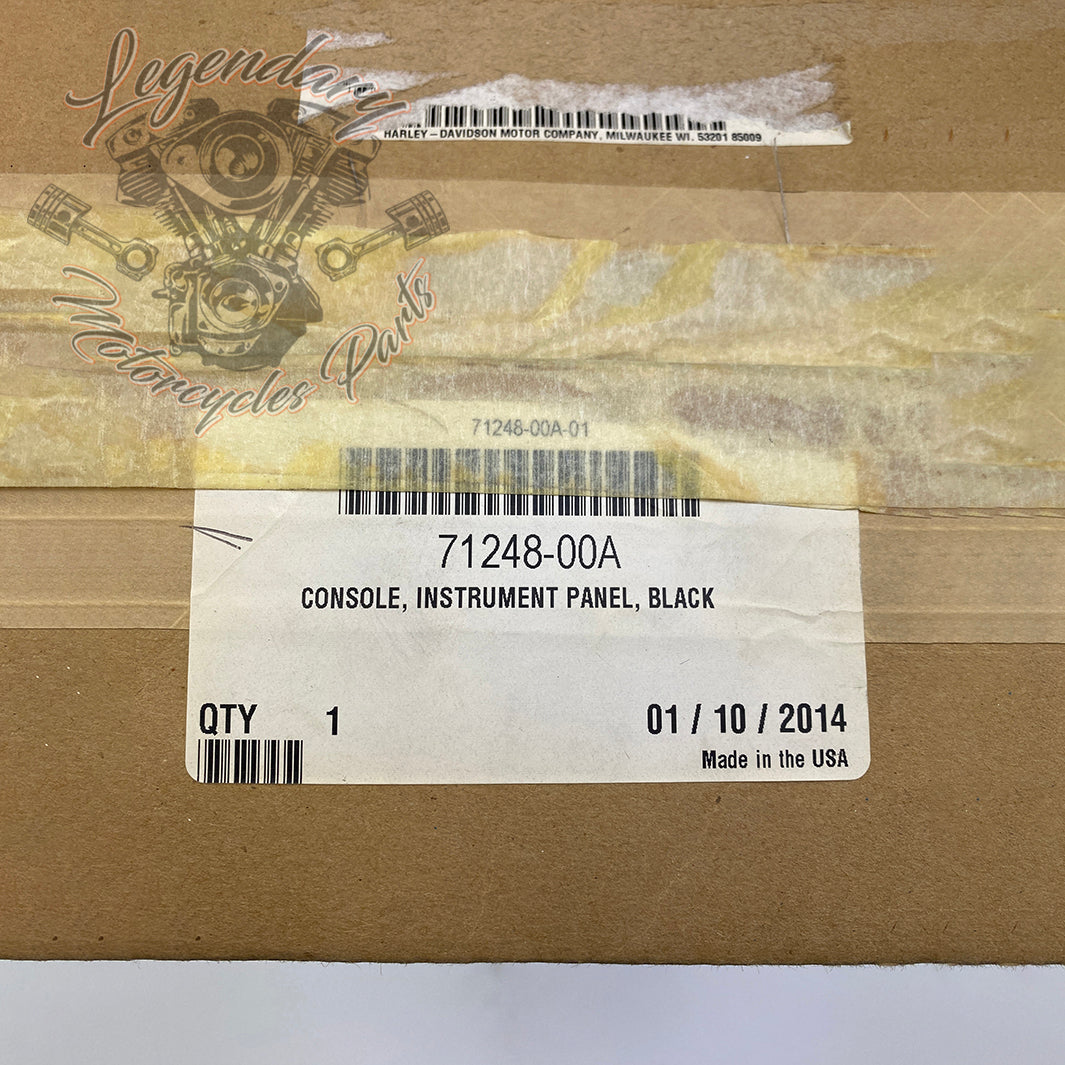 Legendary
HARLEY-DAVIDSON MOTOR COMPANY, MILWAUKEE WI. 53201 85009
Motorcycles Parts
71248-00A-01
71248-00A
CONSOLE, INSTRUMENT PANEL, BLACK
QTY 1 01 / 10 / 2014
Made in the USA